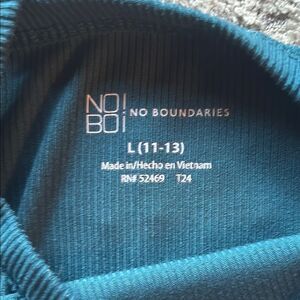 NO!
BOi NO BOUNDARIES
L (11-13)
Made in/Hecho en Vietnam
RN# 52469 T24